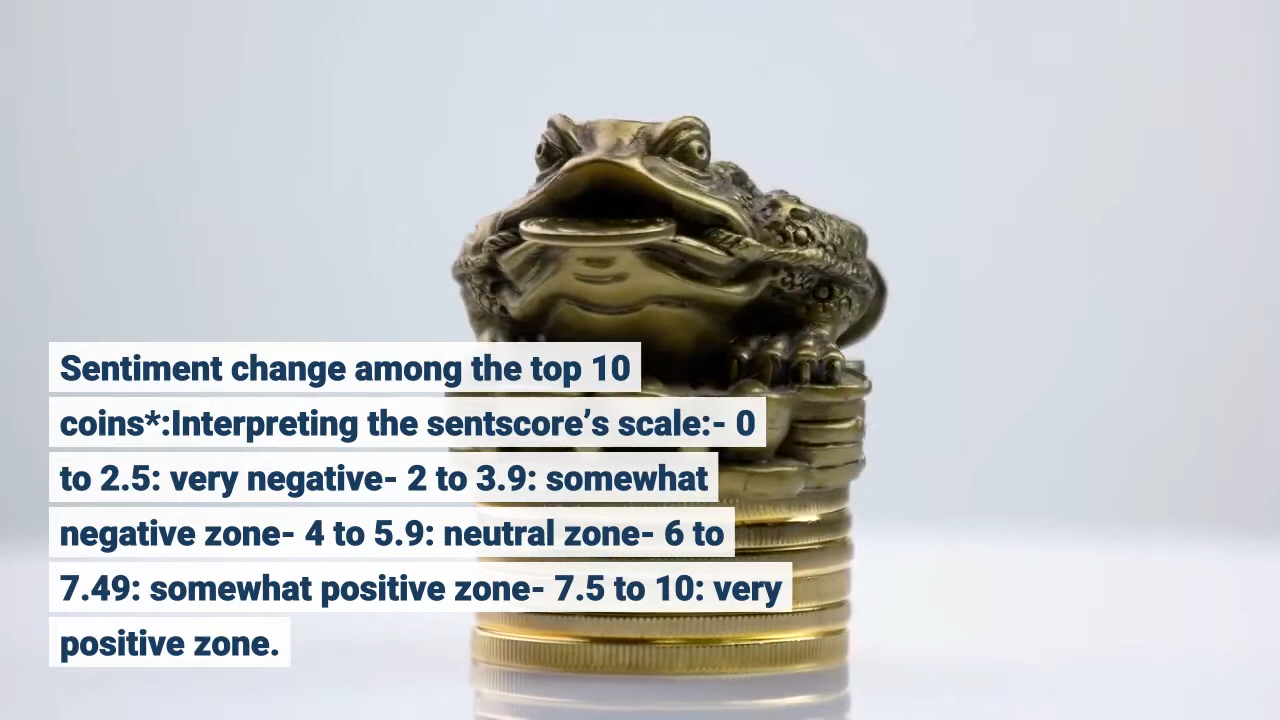 Sentiment change among the top 10
coins*:Interpreting the sentscore’s scale:- 0
to 2.5: very negative- 2 to 3.9: somewhat
negative zone- 4 to 5.9: neutral zone- 6 to
7.49: somewhat positive zone- 7.5 to 10: very
positive zone.